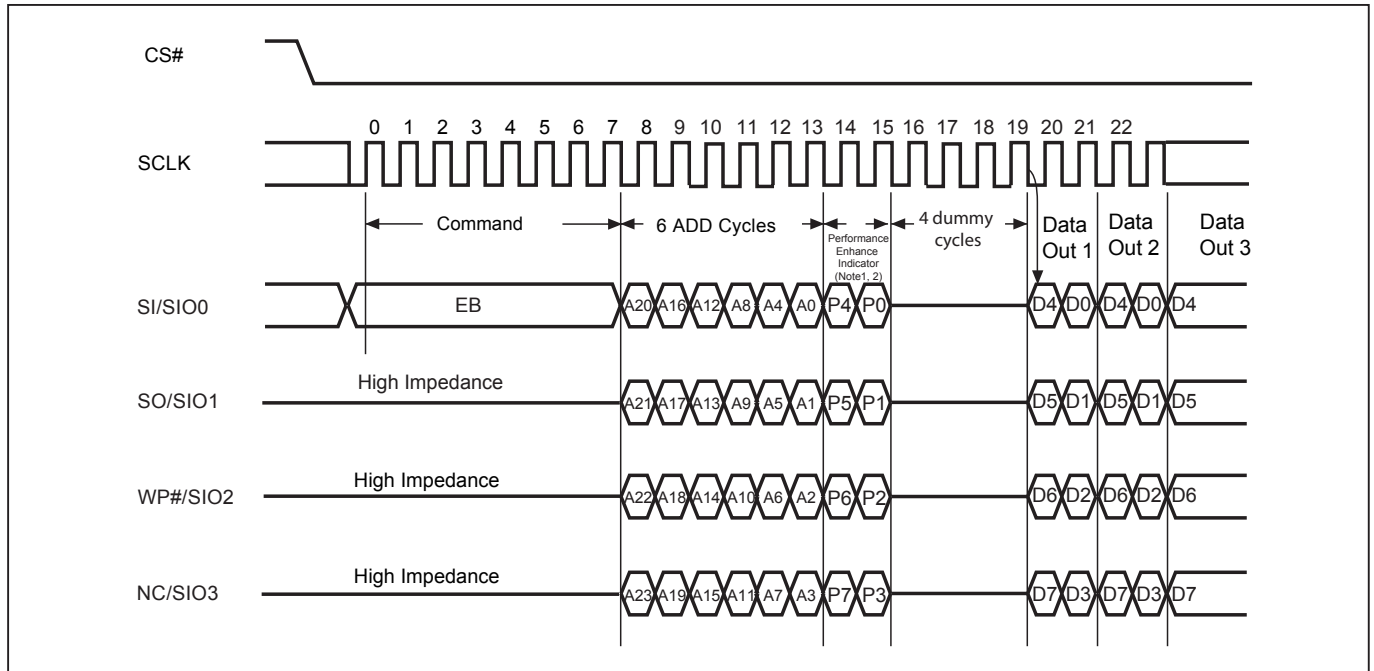 CS#
0 1 2 3 4 5 6 7 8 9 10 11 12 13 14 15 16 17 18 19 20 21 22
SCLK
Command
6 ADD Cycles
Performance
Enhance
Indicator
(Note1, 2)
4 dummy
cycles
Data
Out 1
Data
Out 2
Data
Out 3
SI/SIO0
EB
A20 A16 A12 A8 A4 A0 P4 P0 D4 D0 D4 D0 D4
High Impedance
SO/SIO1
A21 A17 A13 A9 A5 A1 P5 P1 D5 D1 D5 D1 D5
High Impedance
WP#/SIO2
A22 A18 A14 A10 A6 A2 P6 P2 D6 D2 D6 D2 D6
High Impedance
NC/SIO3
A23 A19 A15 A11 A7 A3 P7 P3 D7 D3 D7 D3 D7